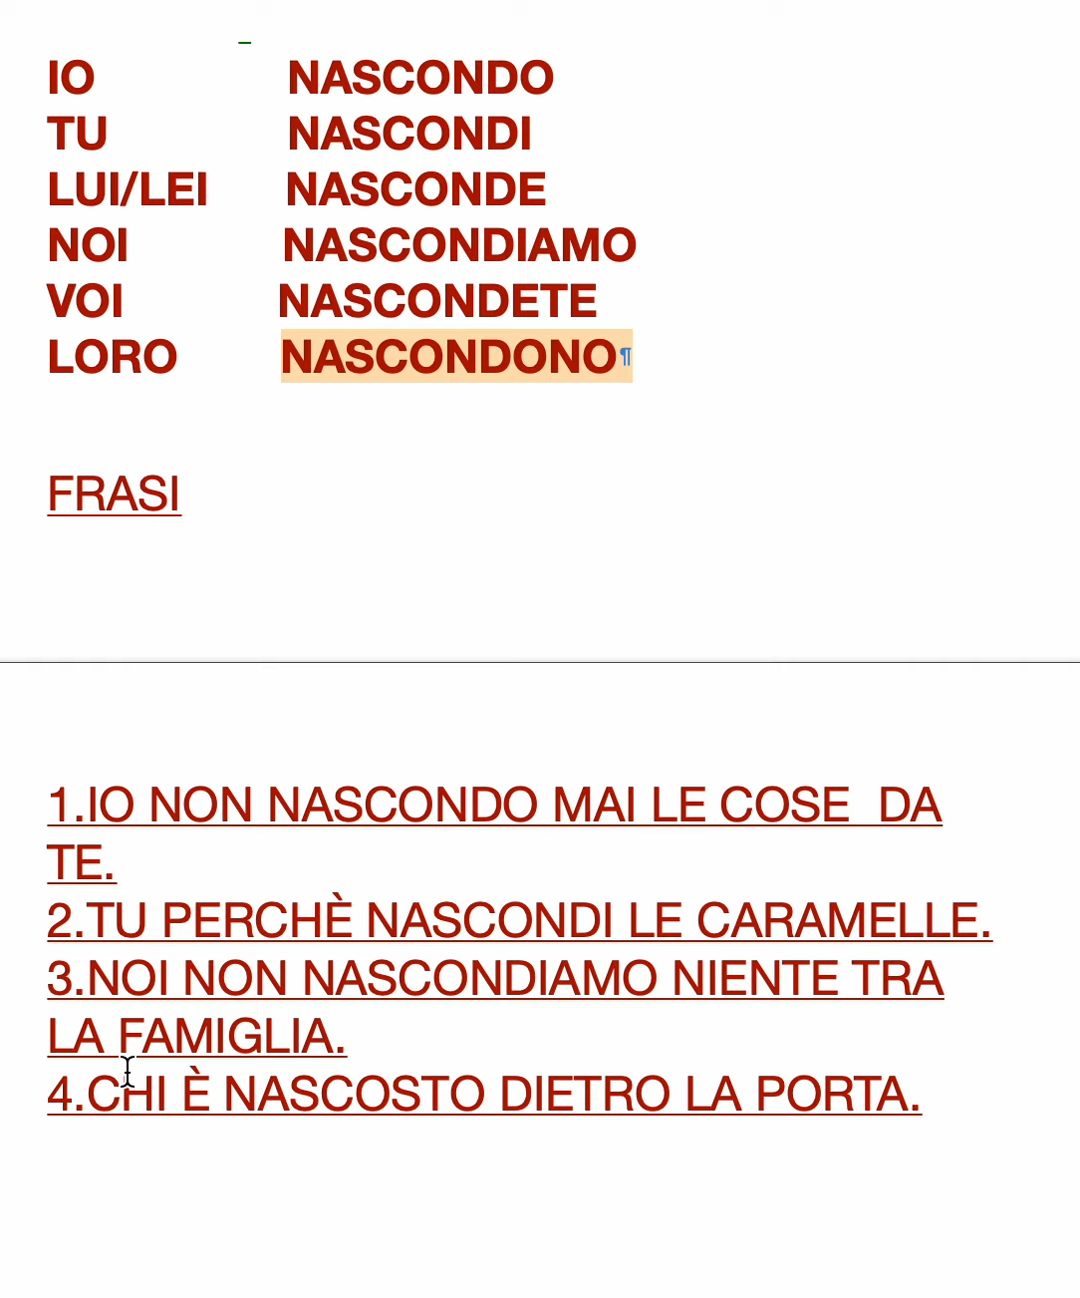 IO NASCONDO
TU NASCONDI
LUI/LEI NASCONDE
NOI NASCONDIAMO
VOI NASCONDETE
LORO NASCONDONO¶
FRASI
1.IO NON NASCONDO MAI LE COSE  DA
TE.
2.TU PERCHÈ NASCONDI LE CARAMELLE.
3.NOI NON NASCONDIAMO NIENTE TRA
LA FAMIGLIA.
4.CHI È NASCOSTO DIETRO LA PORTA.